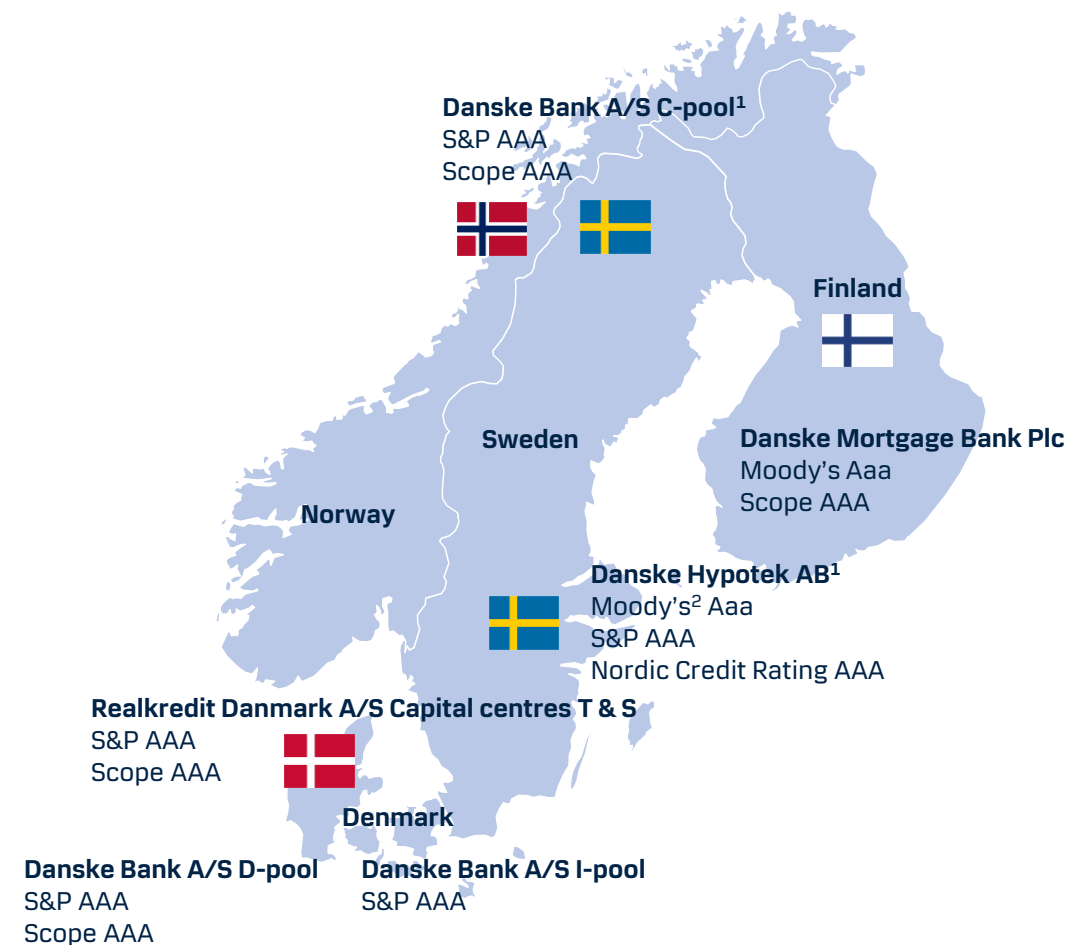 Danske Bank A/S C-pool¹
S&P AAA
Scope AAA
Finland
Sweden
Danske Mortgage Bank Plc
Moody's Aaa
Scope AAA
Norway
Danske Hypotek AB¹
Moody's² Aaa
S&P AAA
Nordic Credit Rating AAA
Realkredit Danmark A/S Capital centres T & S
S&P AAA
Scope AAA
Denmark
Danske Bank A/S D-pool
S&P AAA
Scope AAA
Danske Bank A/S I-pool
S&P AAA